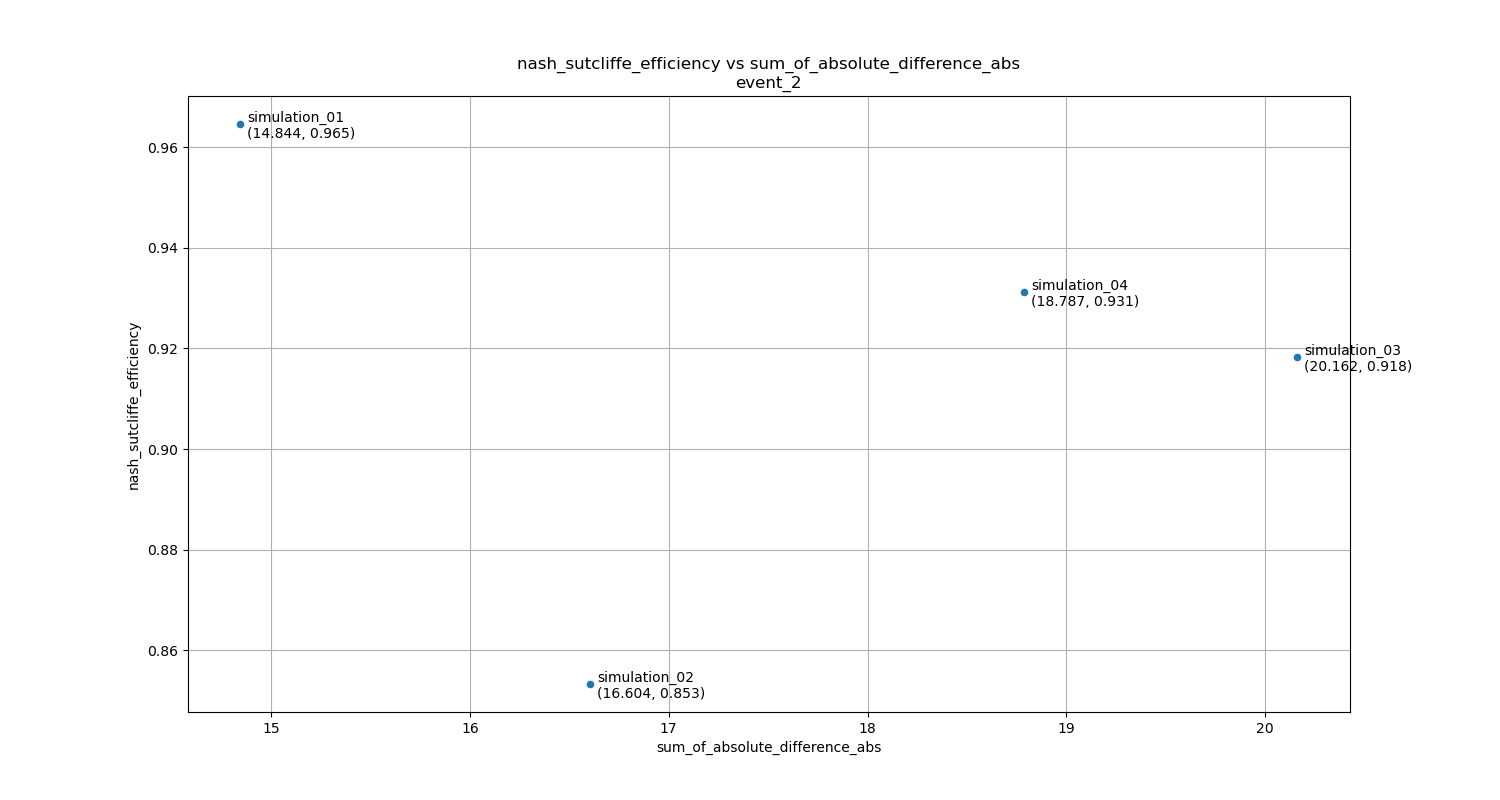 nash_sutcliffe_efficiency vs sum_of_absolute_difference_abs
event_2
simulation_01
(14.844, 0.965)
0.96
0.94
simulation_04
(18.787, 0.931)
0.92
simulation_03
(20.162, 0.918)
nash_sutcliffe_efficiency
0.90
0.88
0.86
simulation_02
(16.604, 0.853)
15 16 17 18 19 20
sum_of_absolute_difference_abs